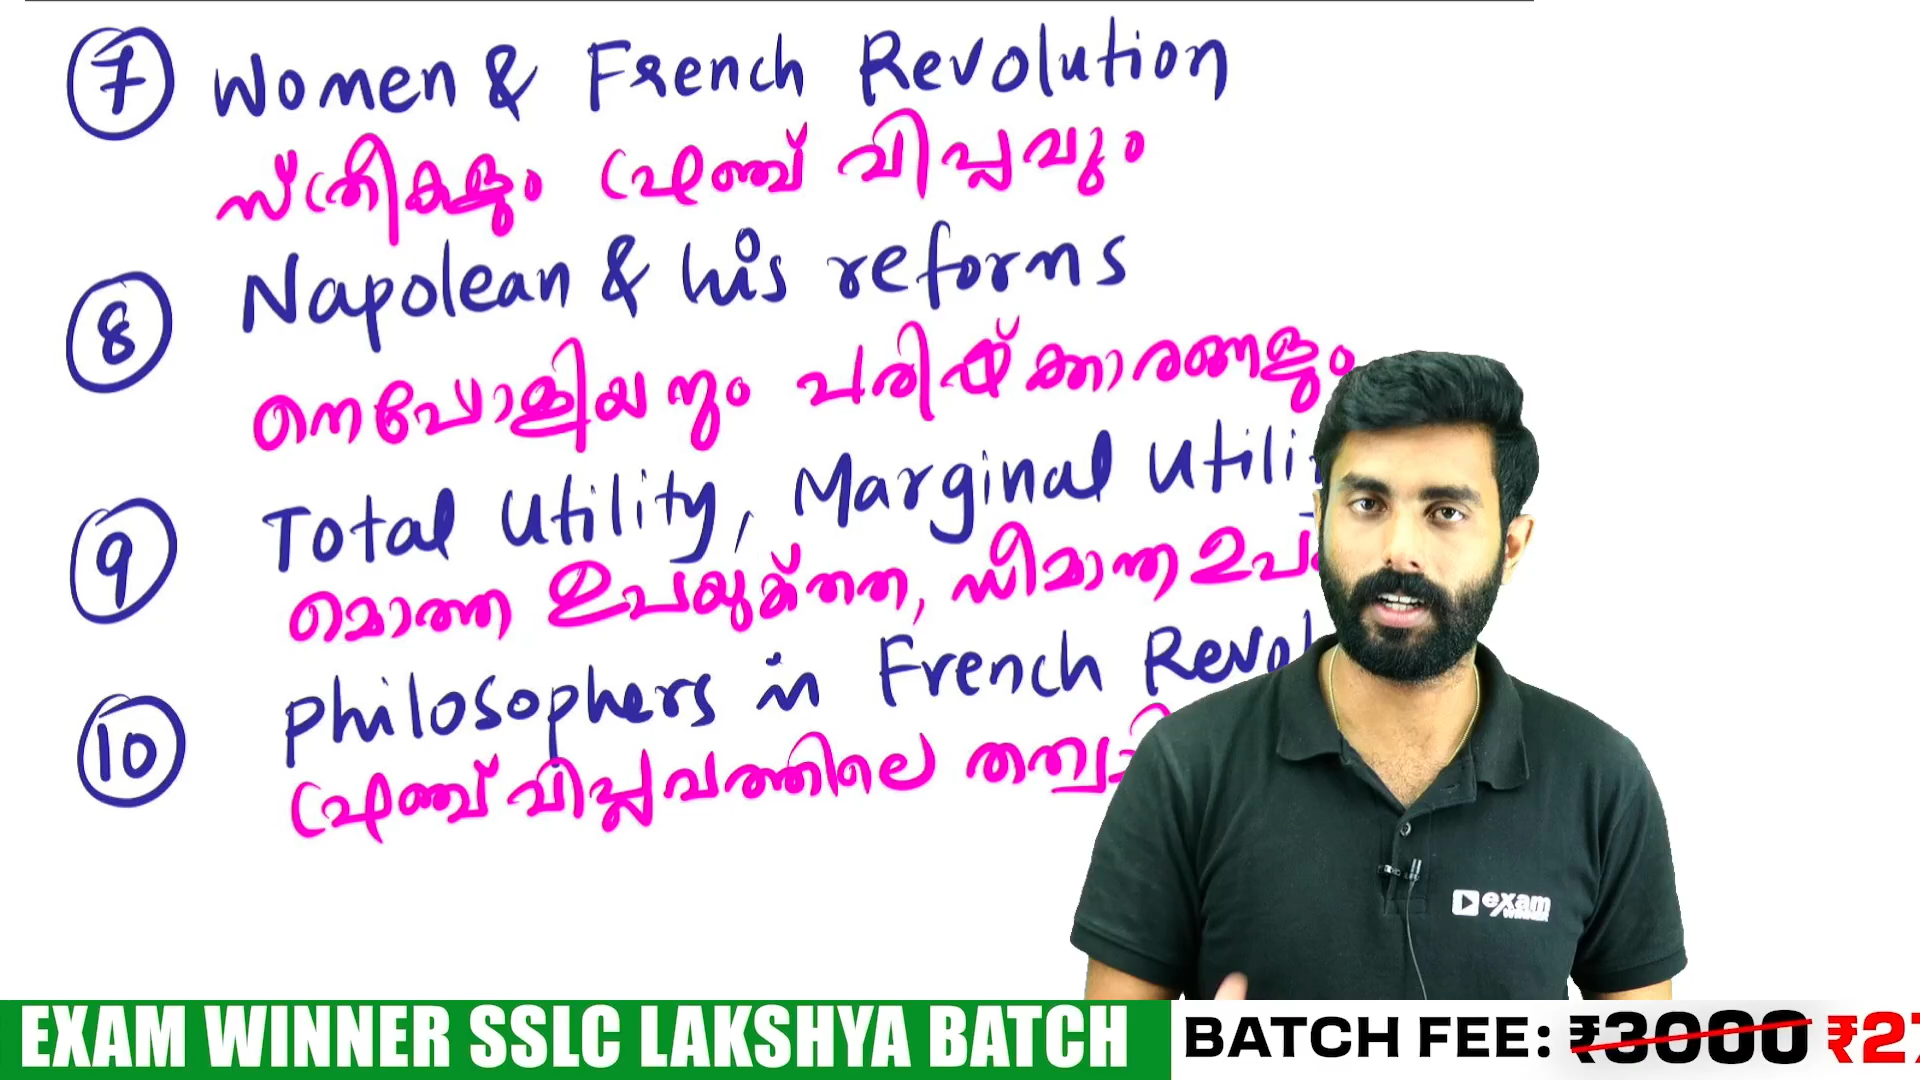 7 Women & French Revolution
സ്ത്രീകളും ഫ്രഞ്ച് വിപ്ലവും
8 Napolean & his reforms
നെപ്പോളിയനും പരിഷ്ക്കാരങ്ങളും
9 Total Utility, Marginal Utili
മൊത്ത ഉപയുക്തത, സീമാന്ത ഉപ
10 Philosophers in French Revol
ഫ്രഞ്ച് വിപ്ലവത്തിലെ
exam
EXAM WINNER SSLC LAKSHYA BATCH BATCH FEE: ₹3000 ₹27